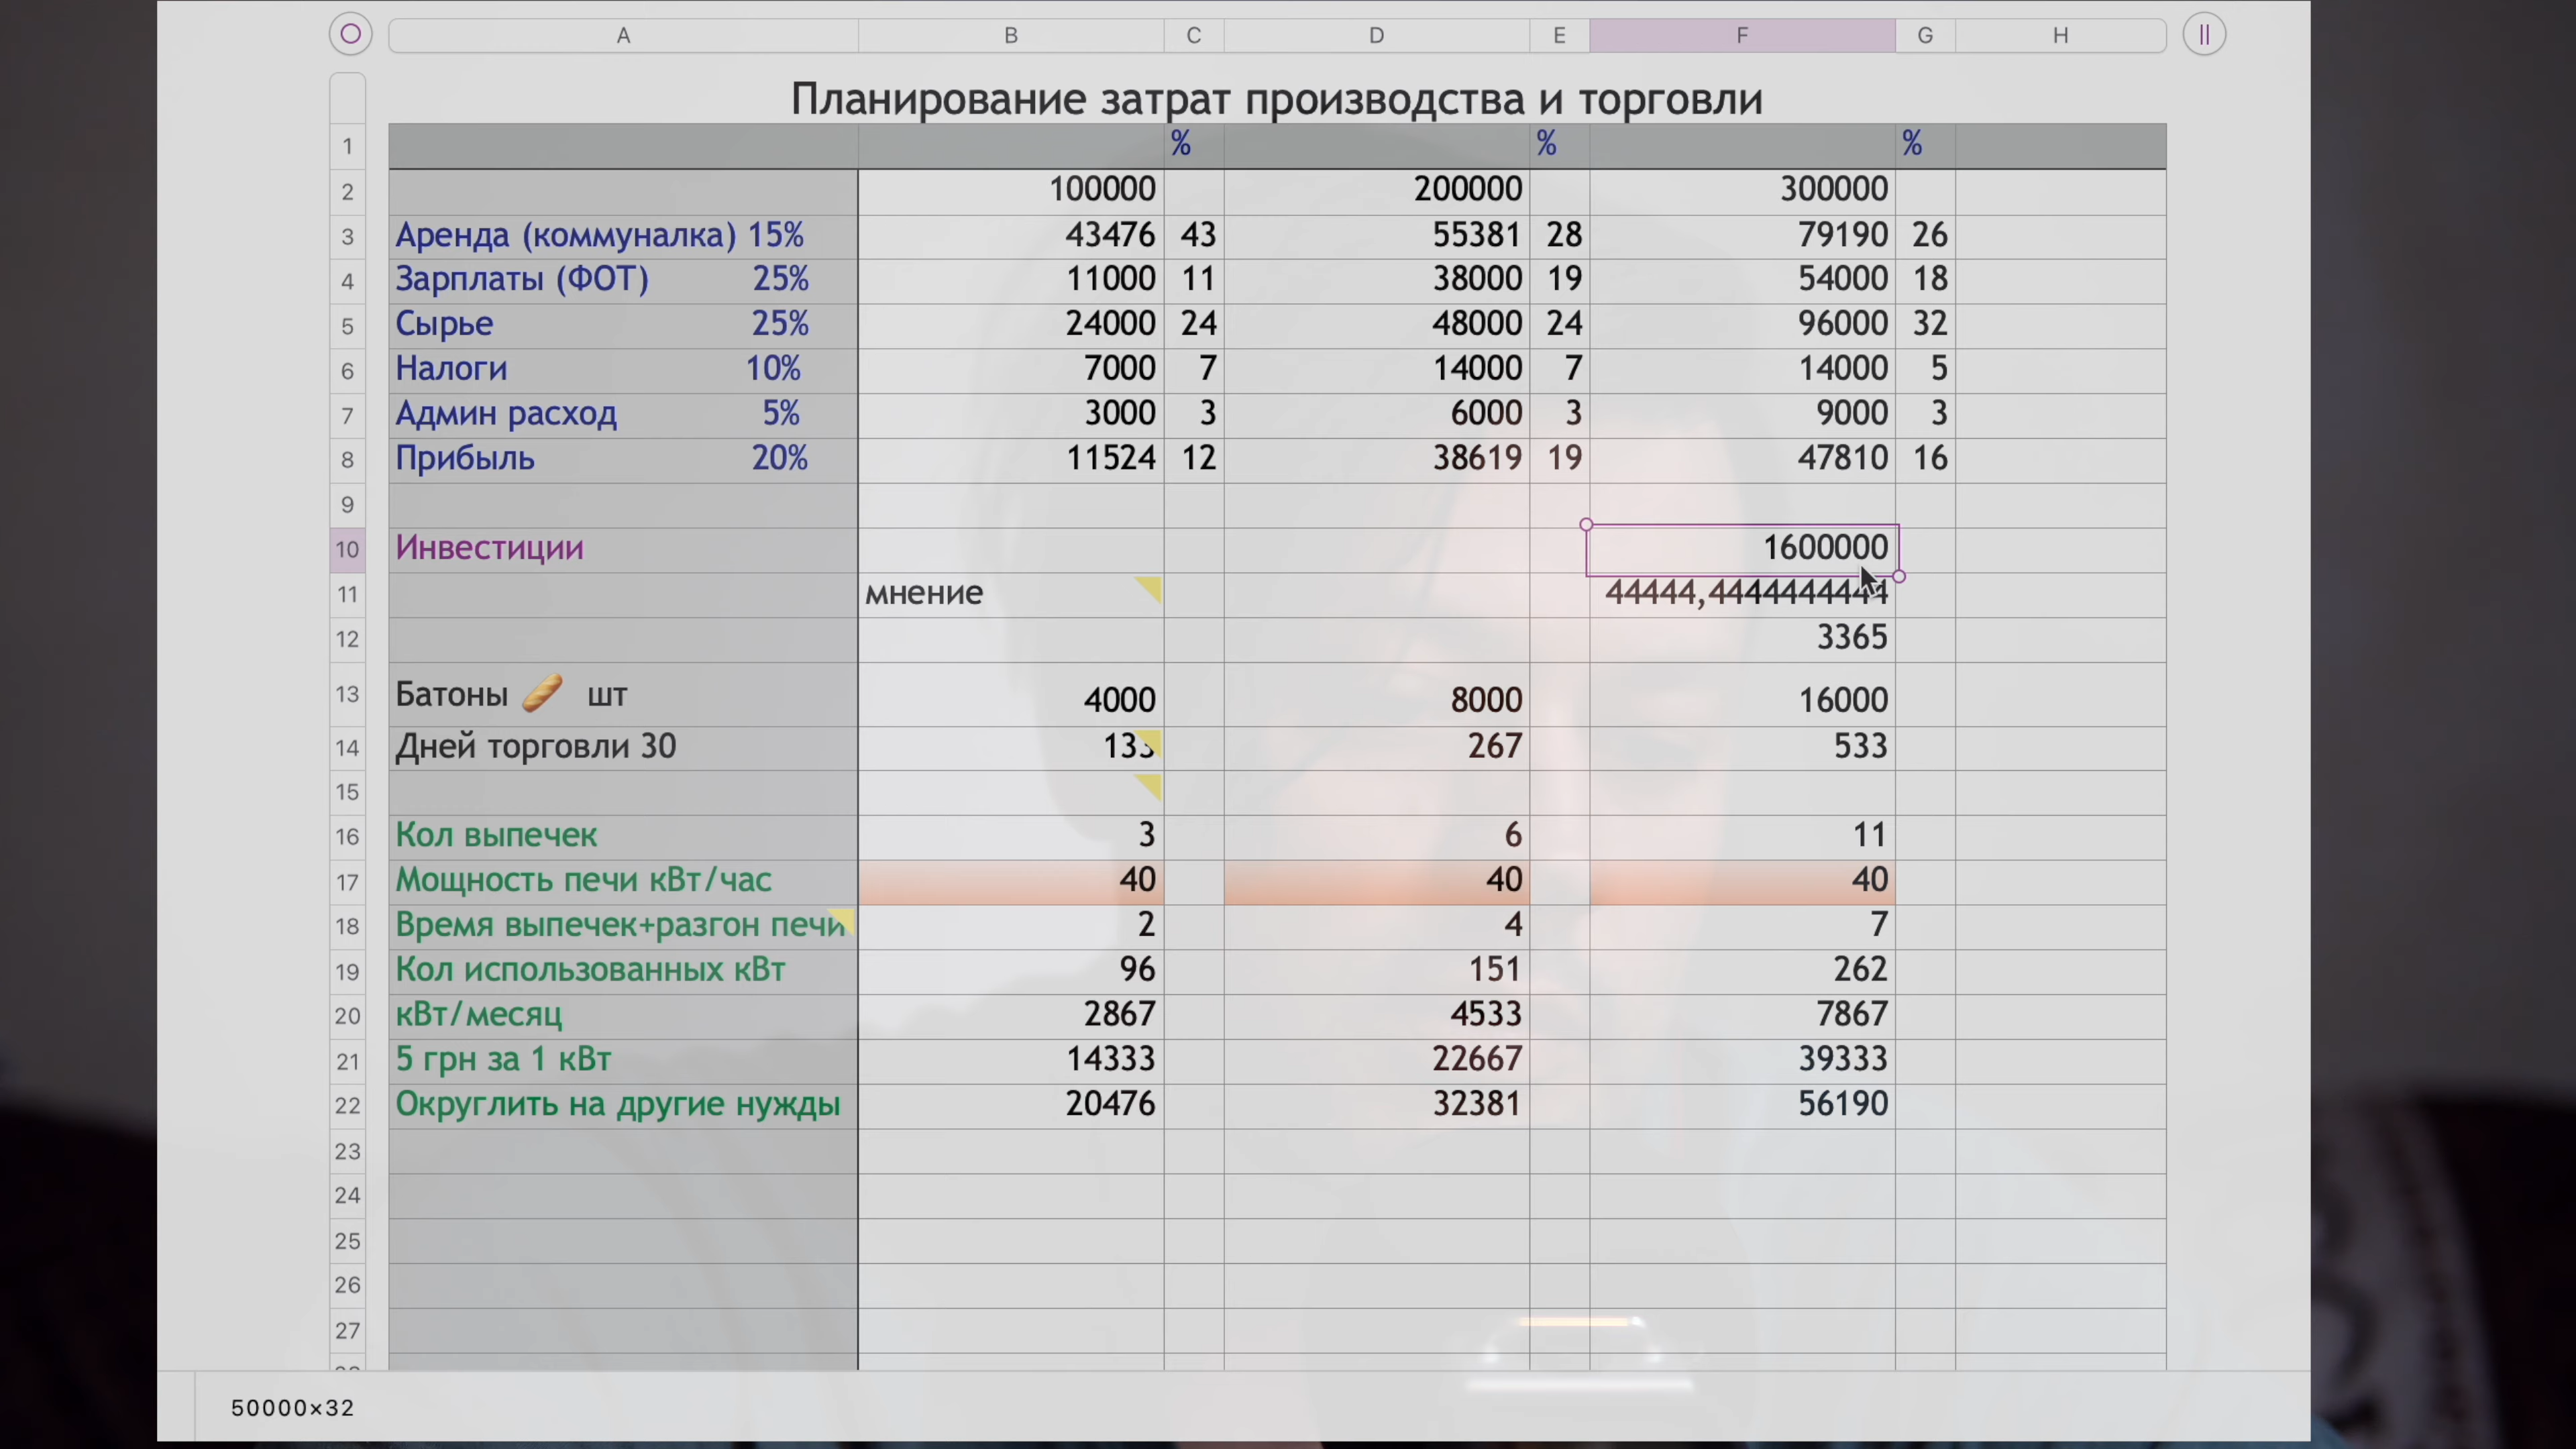 A B C D E F G H
Планирование затрат производства и торговли
1 % % %
2 100000 200000 300000
3 Аренда (коммуналка) 15% 43476 43 55381 28 79190 26
4 Зарплаты (ФОТ) 25% 11000 11 38000 19 54000 18
5 Сырье 25% 24000 24 48000 24 96000 32
6 Налоги 10% 7000 7 14000 7 14000 5
7 Админ расход 5% 3000 3 6000 3 9000 3
8 Прибыль 20% 11524 12 38619 19 47810 16
9
10 Инвестиции 1600000
11 мнение 44444,4444444444
12 3365
13 Батоны 🥖 шт 4000 8000 16000
14 Дней торговли 30 133 267 533
15
16 Кол выпечек 3 6 11
17 Мощность печи кВт/час 40 40 40
18 Время выпечек+разгон печи 2 4 7
19 Кол использованных кВт 96 151 262
20 кВт/месяц 2867 4533 7867
21 5 грн за 1 кВт 14333 22667 39333
22 Округлить на другие нужды 20476 32381 56190
23
24
25
26
27
50000×32